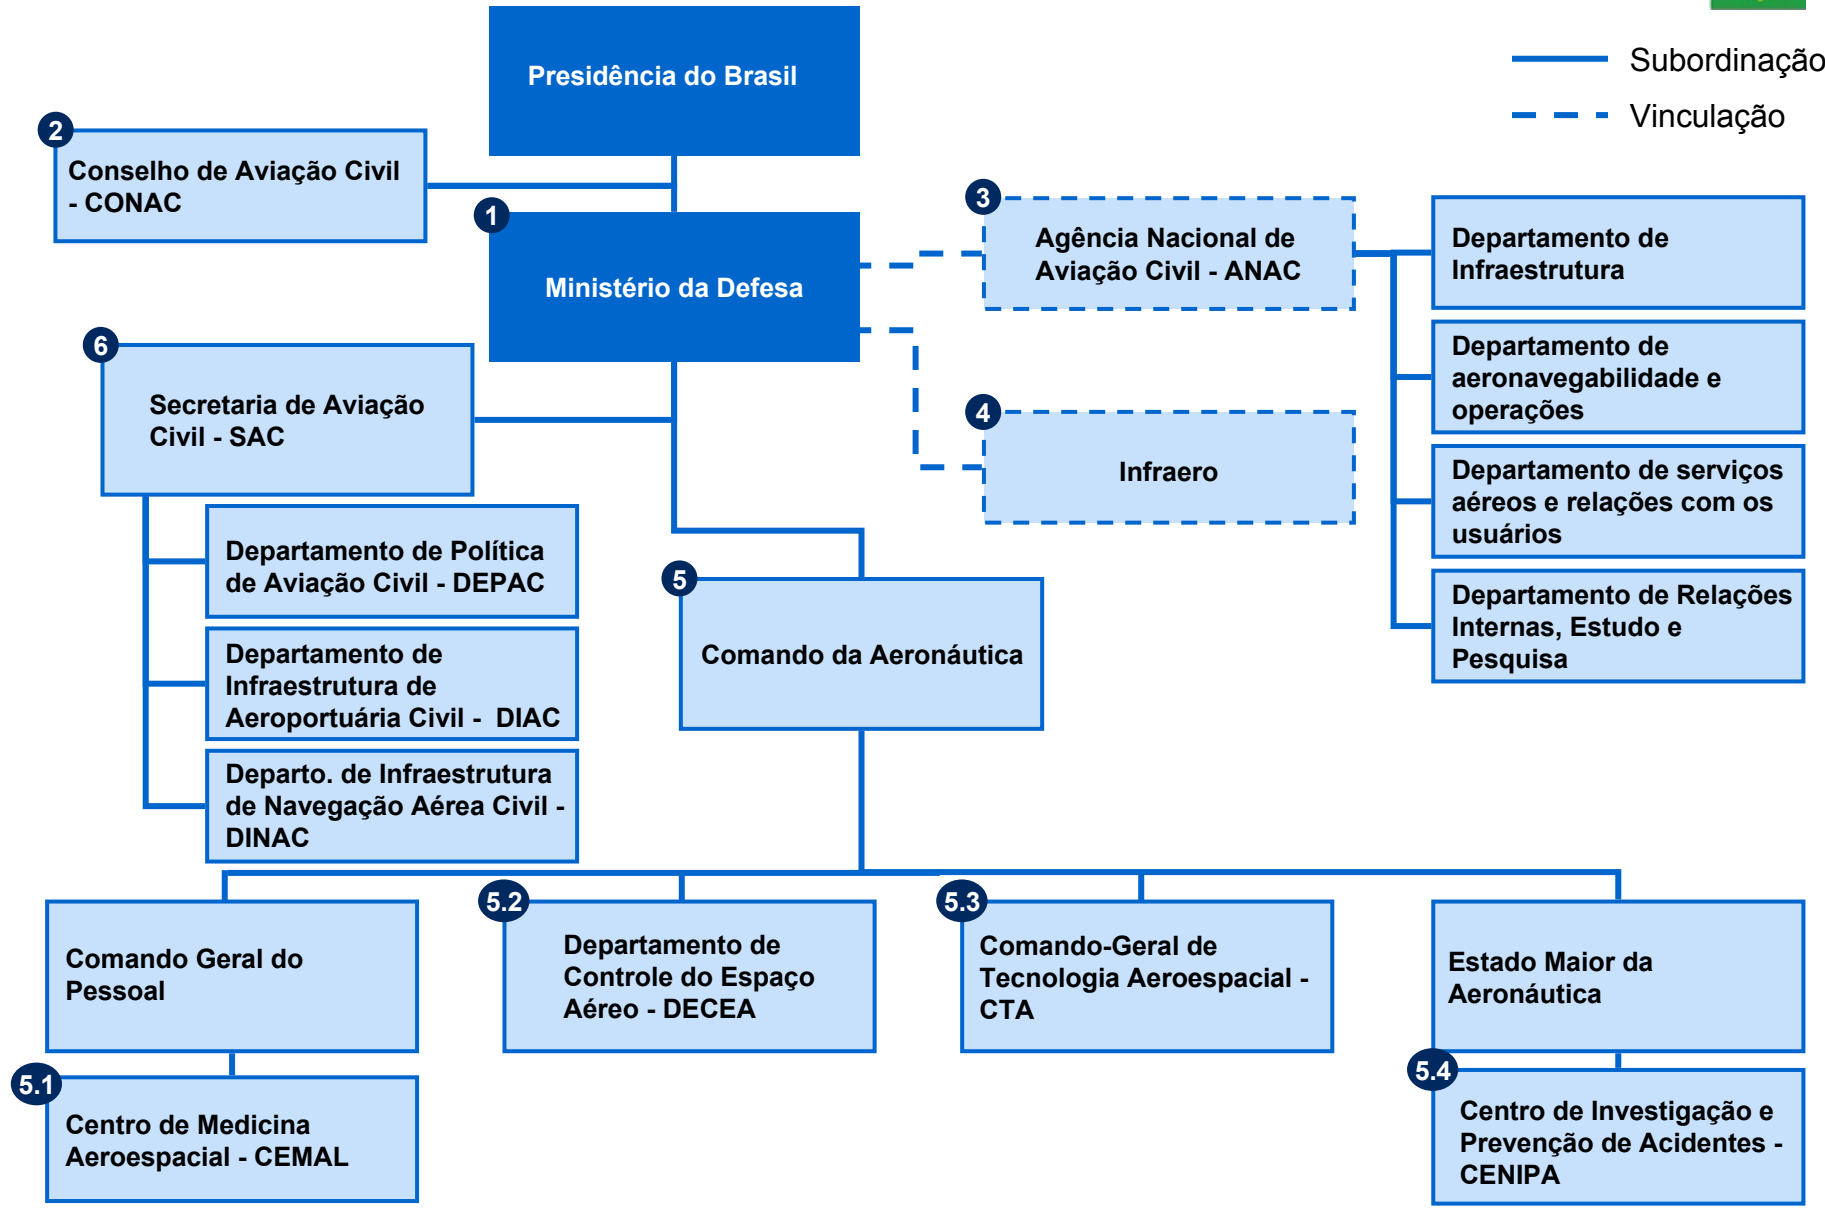 Presidência do Brasil
Subordinação
Vinculação
2
Conselho de Aviação Civil
- CONAC
1
Ministério da Defesa
3
Agência Nacional de
Aviação Civil - ANAC
Departamento de
Infraestrutura
Departamento de
aeronavegabilidade e
operações
Departamento de serviços
aéreos e relações com os
usuários
Departamento de Relações
Internas, Estudo e
Pesquisa
4
Infraero
6
Secretaria de Aviação
Civil - SAC
Departamento de Política
de Aviação Civil - DEPAC
Departamento de
Infraestrutura de
Aeroportuária Civil - DIAC
Departo. de Infraestrutura
de Navegação Aérea Civil -
DINAC
5
Comando da Aeronáutica
Comando Geral do
Pessoal
5.1
Centro de Medicina
Aeroespacial - CEMAL
5.2
Departamento de
Controle do Espaço
Aéreo - DECEA
5.3
Comando-Geral de
Tecnologia Aeroespacial -
CTA
Estado Maior da
Aeronáutica
5.4
Centro de Investigação e
Prevenção de Acidentes -
CENIPA